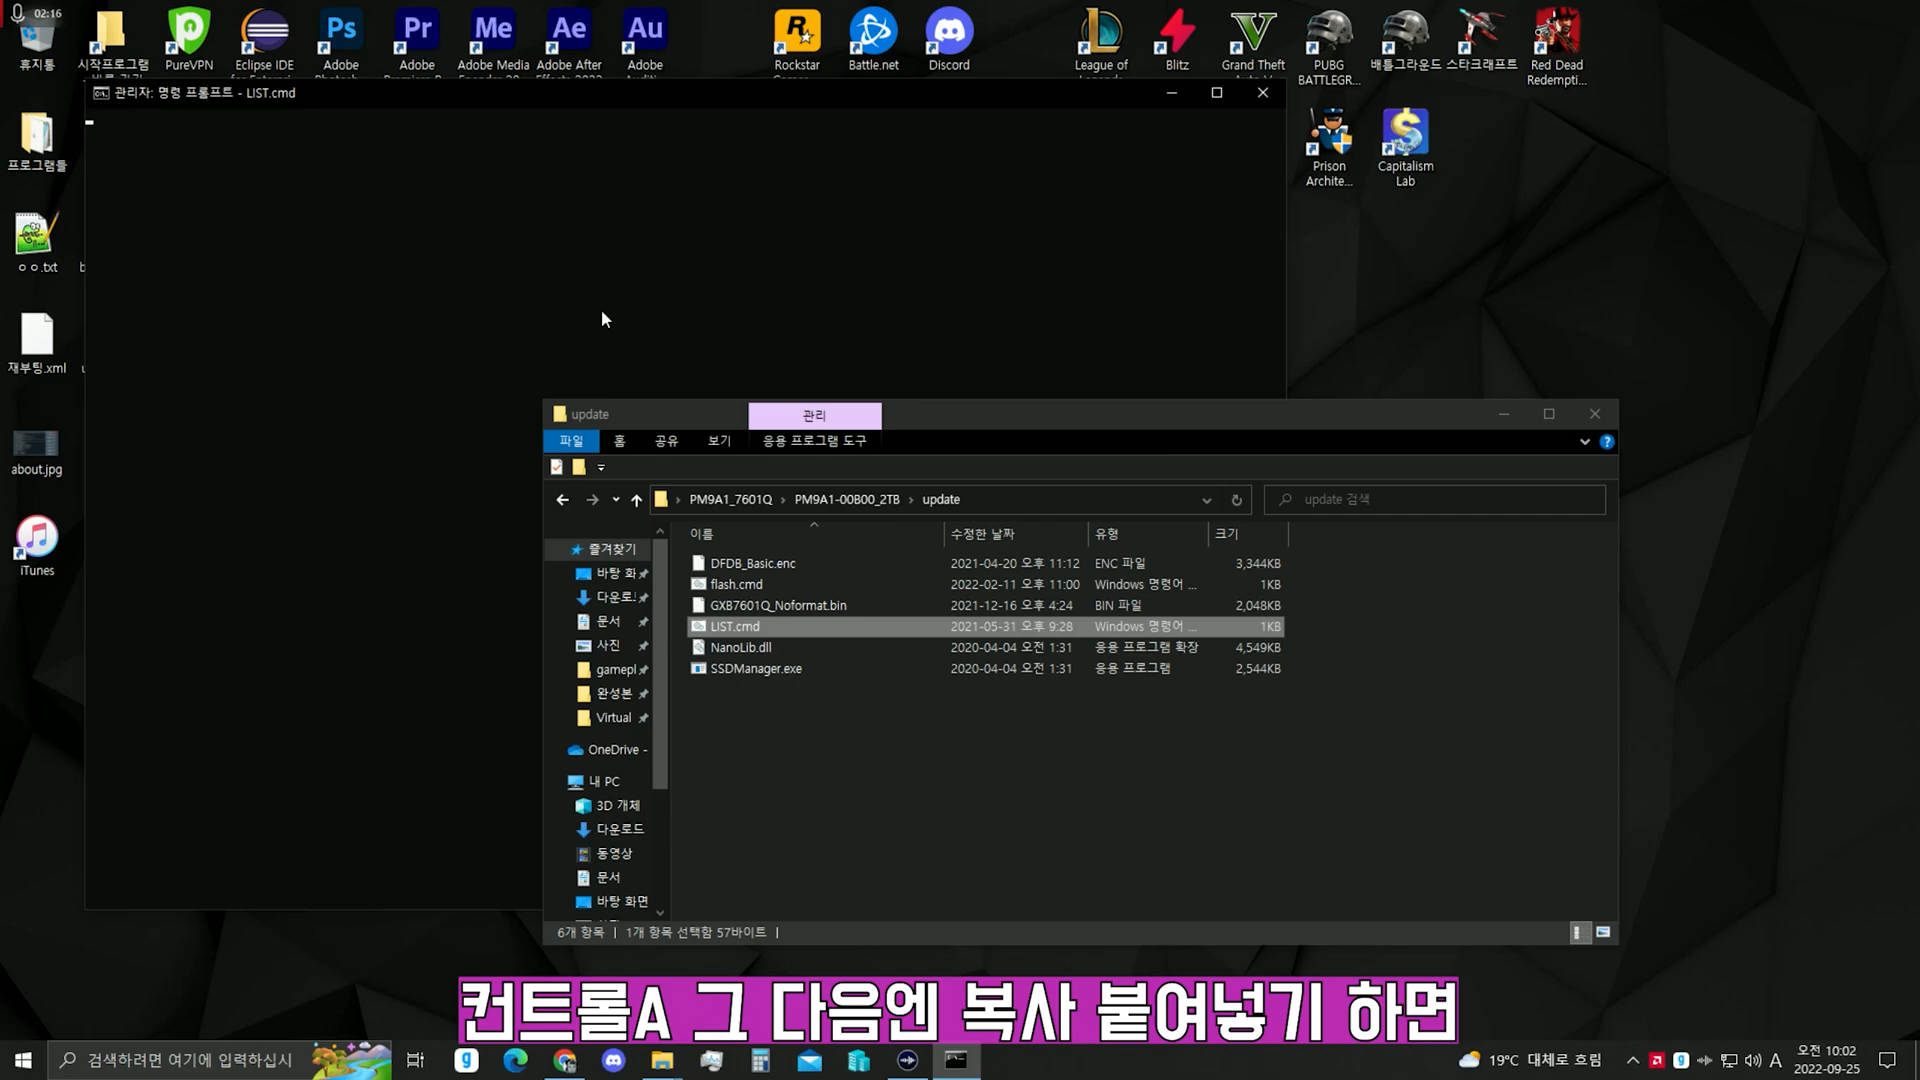 02:16
휴지통
시작프로그램
PureVPN
Eclipse IDE
Ps
Adobe
Pr
Adobe
Me
Adobe Media
Ae
Adobe After
Au
Adobe
Rockstar
Battle.net
Discord
League of
Blitz
Grand Theft
PUBG
BATTLEGR...
배틀그라운드
스타크래프트
Red Dead
Redempti...
Prison
Archite...
Capitalism
Lab
프로그램들
ㅇㅇ.txt
재부팅.xml
about.jpg
iTunes
관리자: 명령 프롬프트 - LIST.cmd
update
관리
파일 홈 공유 보기 응용 프로그램 도구
PM9A1_7601Q › PM9A1-00B00_2TB › update
update 검색
이름 수정한 날짜 유형 크기
DFDB_Basic.enc 2021-04-20 오후 11:12 ENC 파일 3,344KB
flash.cmd 2022-02-11 오후 11:00 Windows 명령어 ... 1KB
GXB7601Q_Noformat.bin 2021-12-16 오후 4:24 BIN 파일 2,048KB
LIST.cmd 2021-05-31 오후 9:28 Windows 명령어 ... 1KB
NanoLib.dll 2020-04-04 오전 1:31 응용 프로그램 확장 4,549KB
SSDManager.exe 2020-04-04 오전 1:31 응용 프로그램 2,544KB
즐겨찾기
바탕 화
다운로
문서
사진
gamepl
완성본
Virtual
OneDrive -
내 PC
3D 개체
다운로드
동영상
문서
바탕 화면
6개 항목 | 1개 항목 선택함 57바이트 |
컨트롤A 그 다음엔 복사 붙여넣기 하면
검색하려면 여기에 입력하십시
19°C 대체로 흐림
A
오전 10:02
2022-09-25